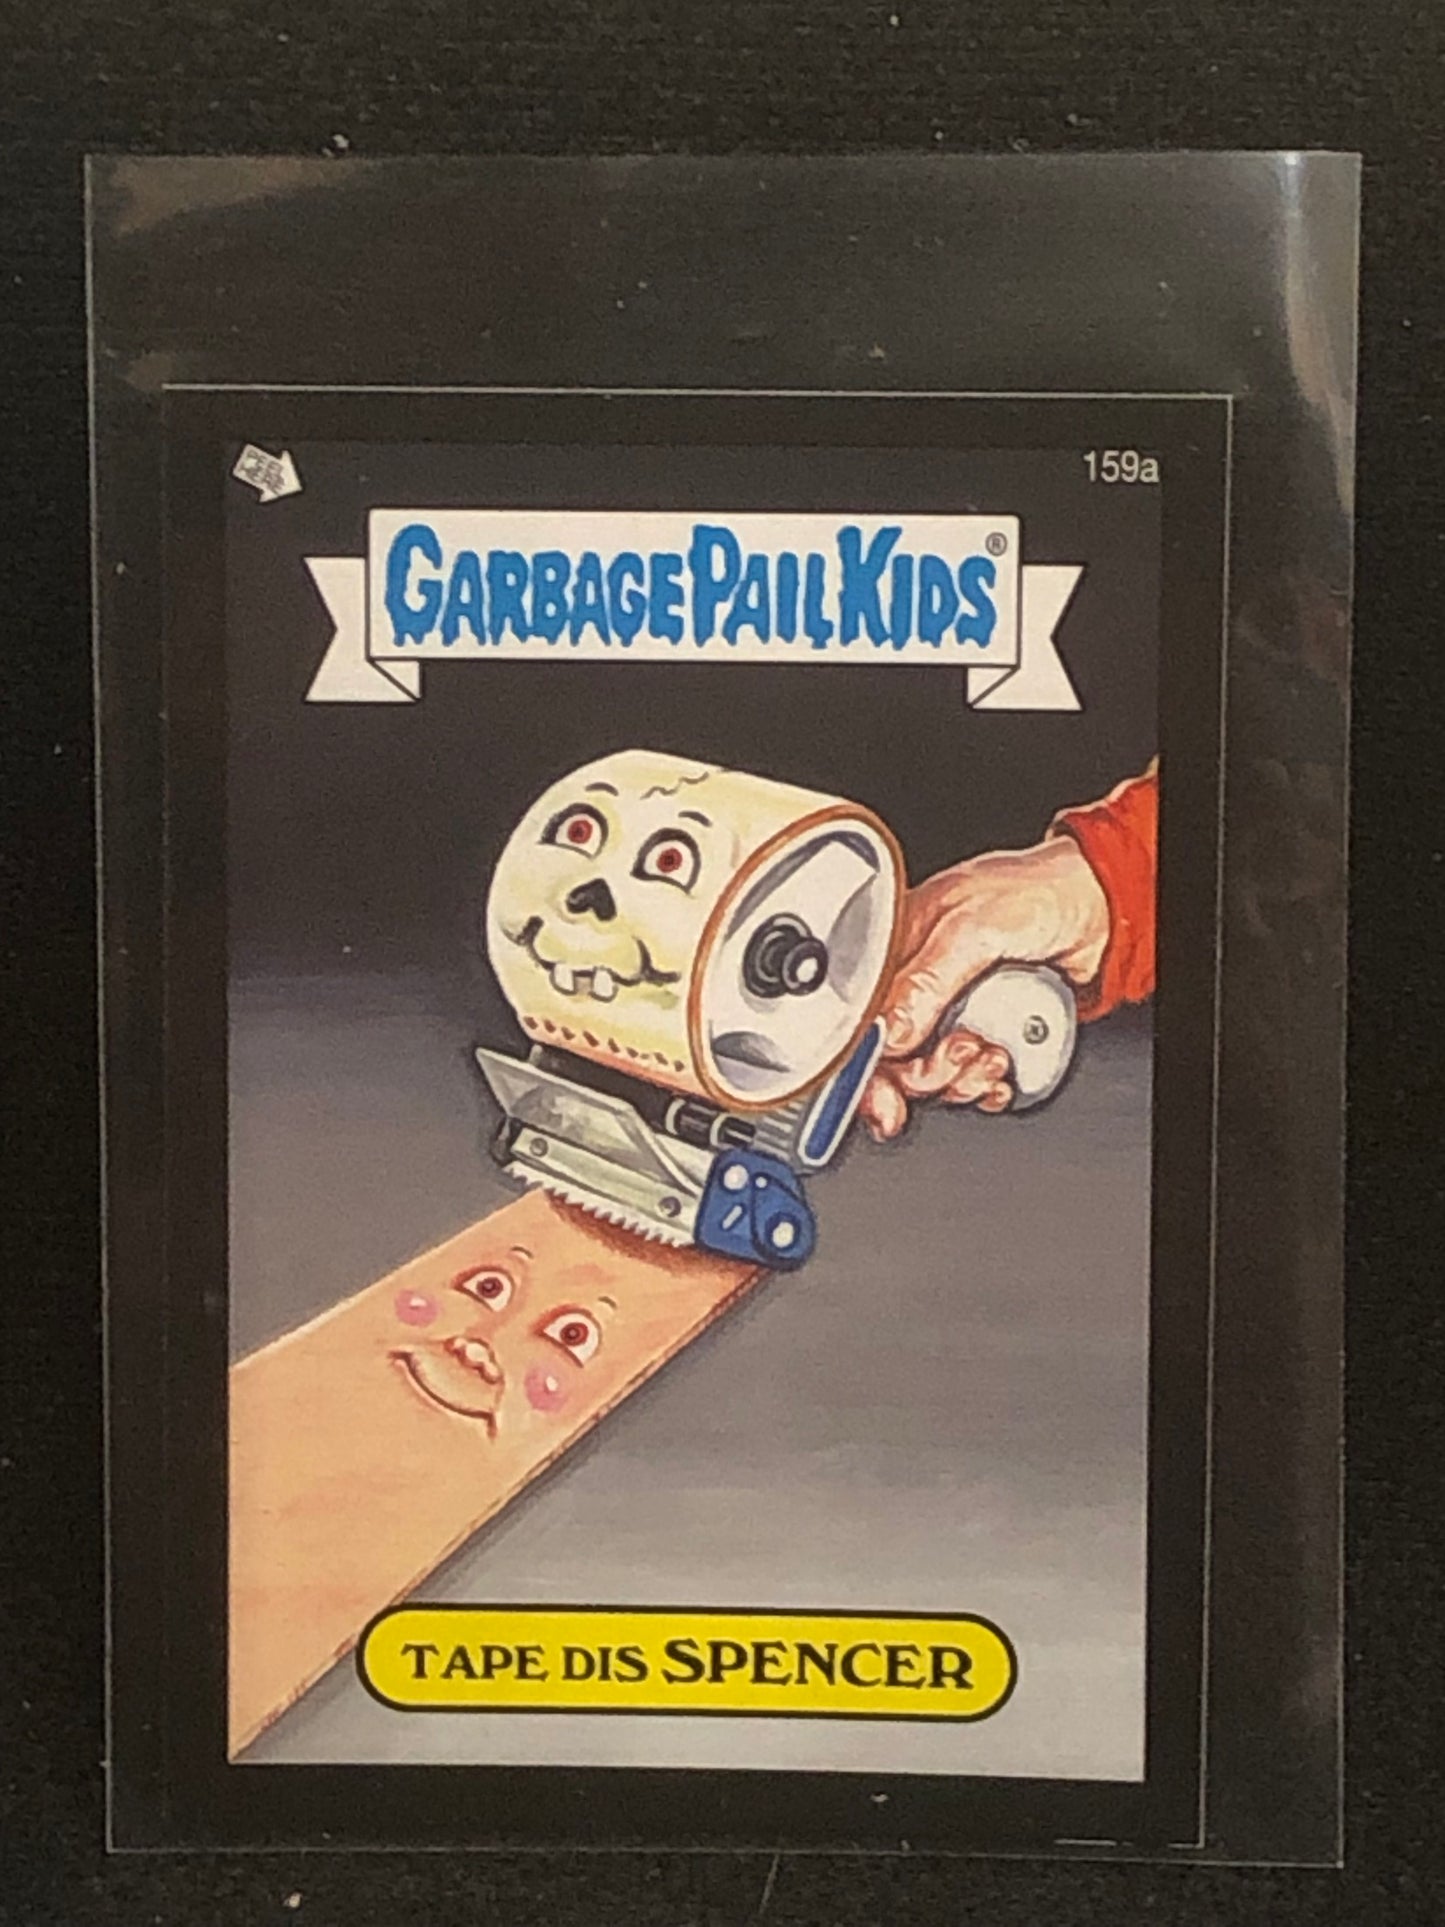 159a
GARBAGE PAIL KIDS®
TAPE DIS SPENCER